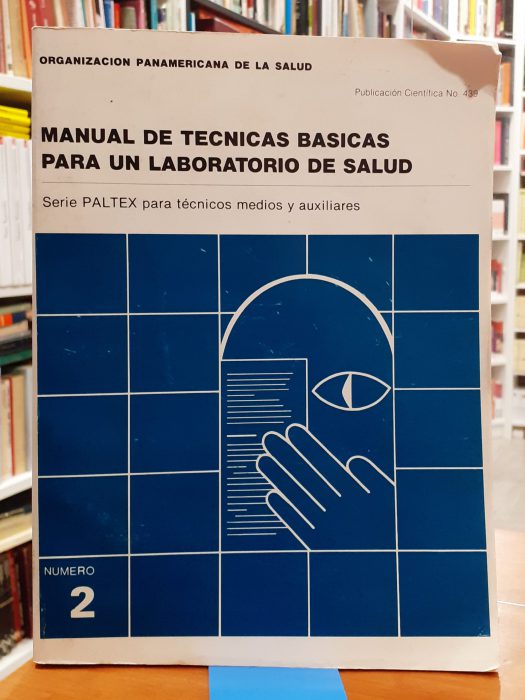 ORGANIZACION PANAMERICANA DE LA SALUD
Publicación Científica No. 439
MANUAL DE TECNICAS BASICAS
PARA UN LABORATORIO DE SALUD
Serie PALTEX para técnicos medios y auxiliares
NUMERO
2